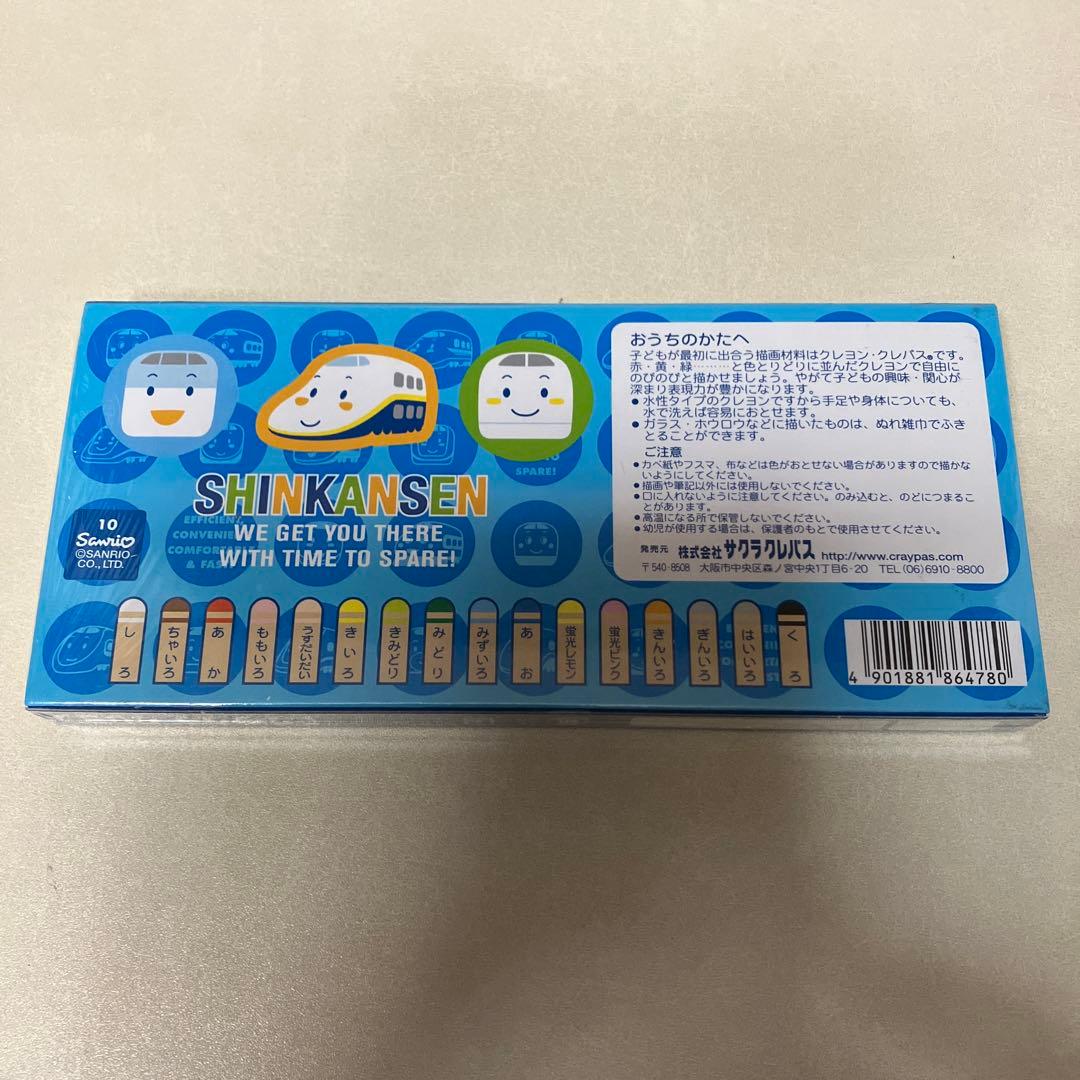 SHINKANSEN
WE GET YOU THERE
WITH TIME TO SPARE!
10
Sanrio
©SANRIO
CO., LTD.
EFFICIENT,
CONVENIENT
COMFORTABLE
& FAST
SPARE!
おうちのかたへ
子どもが最初に出合う描画材料はクレヨン・クレパス®です。
赤・黄・緑………と色とりどりに並んだクレヨンで自由に
のびのびと描かせましょう。やがて子どもの興味・関心が
深まり表現力が豊かになります。
●水性タイプのクレヨンですから手足や身体についても、
水で洗えば容易におとせます。
●ガラス・ホウロウなどに描いたものは、ぬれ雑巾でふき
とることができます。
ご注意
●カベ紙やフスマ、布などは色がおとせない場合がありますので描かな
いようにしてください。
●描画や筆記以外には使用しないでください。
●口に入れないように注意してください。のみ込むと、のどにつまるこ
とがあります。
●高温になる所で保管しないでください。
●幼児が使用する場合は、保護者のもとで使用させてください。
発売元 株式会社サクラクレパス http://www.craypas.com
〒540-8508 大阪市中央区森ノ宮中央1丁目6-20 TEL(06)6910-8800
しろ
ちゃいろ
あか
ももいろ
うすだいだい
きいろ
きみどり
みどり
みずいろ
あお
蛍光レモン
蛍光ピンク
きんいろ
ぎんいろ
はいいろ
くろ
4 901881 864780